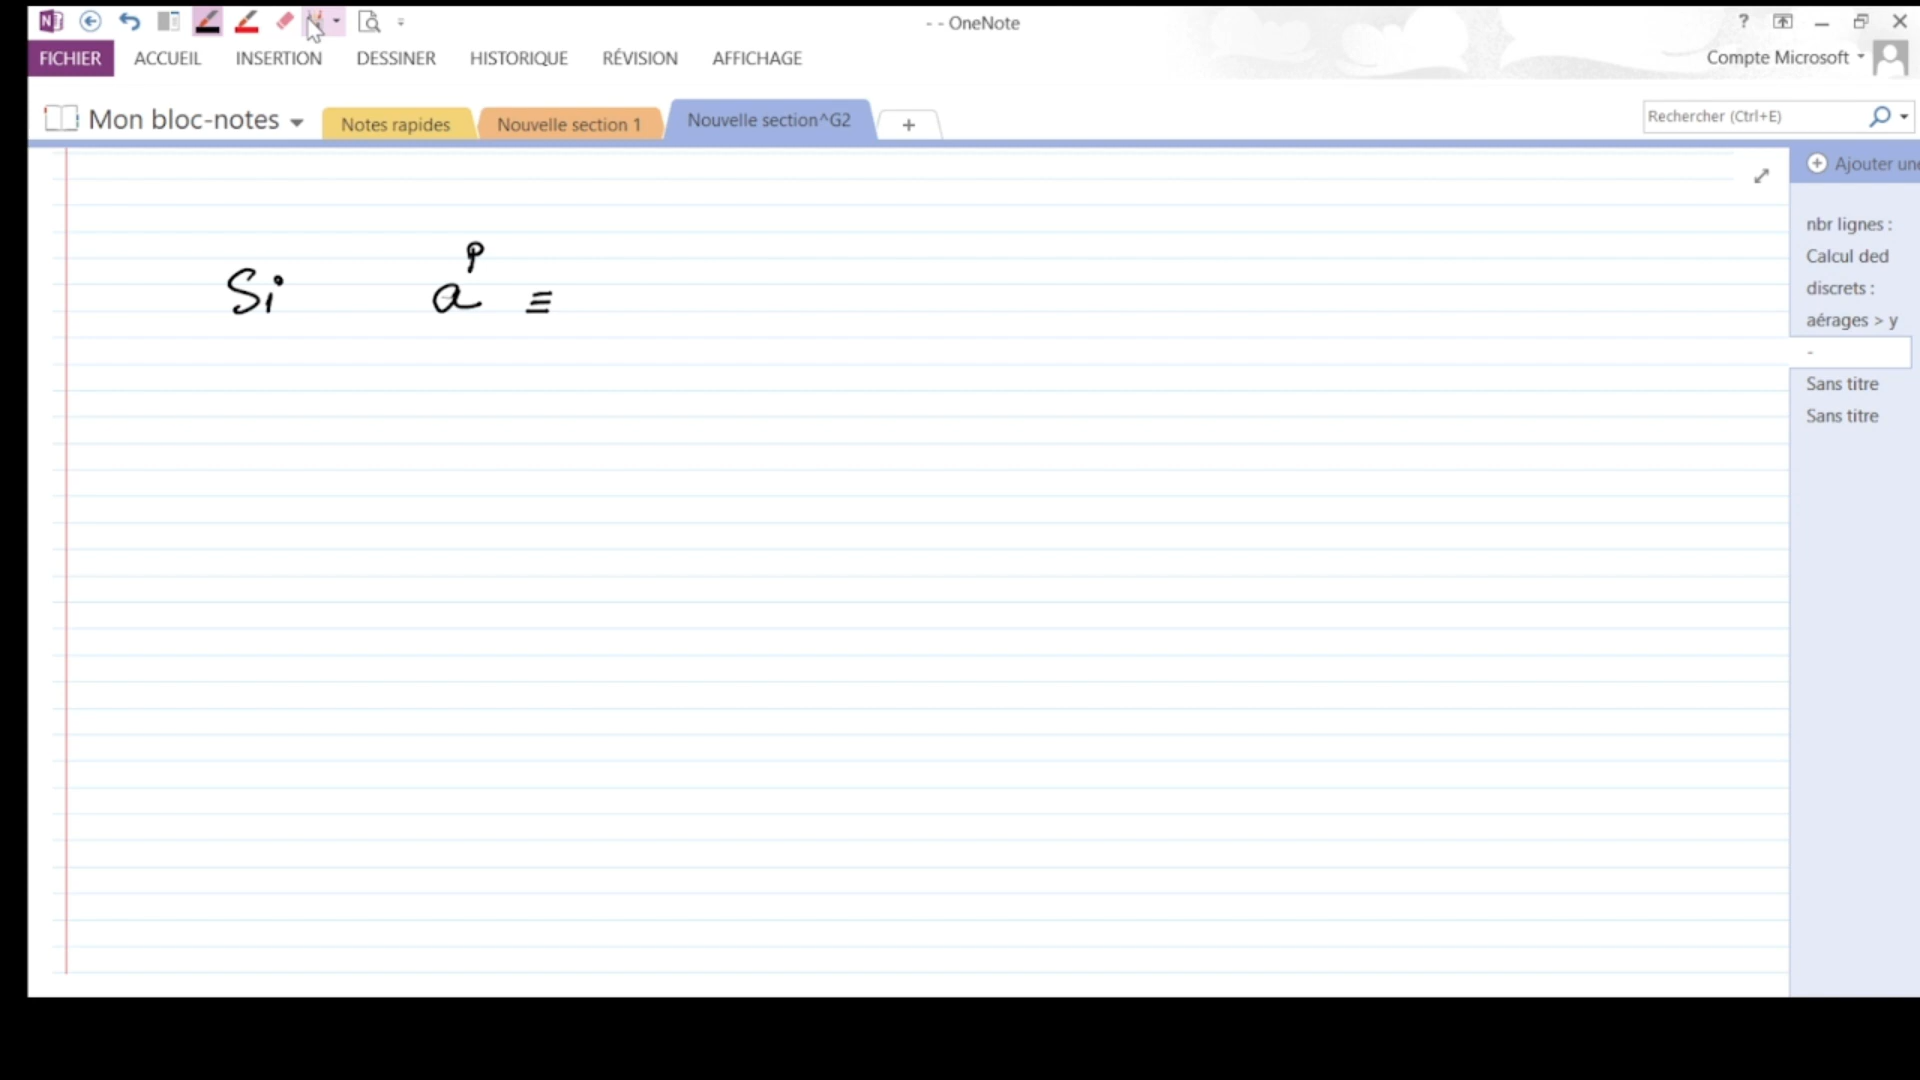 - - OneNote
?
FICHIER ACCUEIL INSERTION DESSINER HISTORIQUE RÉVISION AFFICHAGE
Compte Microsoft
Mon bloc-notes
Notes rapides
Nouvelle section 1
Nouvelle section^G2
+
Rechercher (Ctrl+E)
Ajouter une
nbr lignes :
Calcul ded
discrets :
aérages > y
-
Sans titre
Sans titre
Si a^p ≡